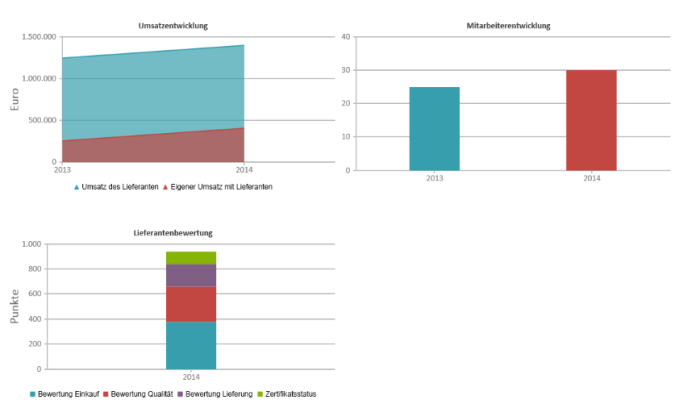 Umsatzentwicklung
1.500.000
1.000.000
500.000
0
Euro
2013 2014
Umsatz des Lieferanten Eigener Umsatz mit Lieferanten
Mitarbeiterentwicklung
40
30
20
10
0
2013 2014
Lieferantenbewertung
1.000
800
600
400
200
0
Punkte
2014
Bewertung Einkauf Bewertung Qualität Bewertung Lieferung Zertifikatsstatus